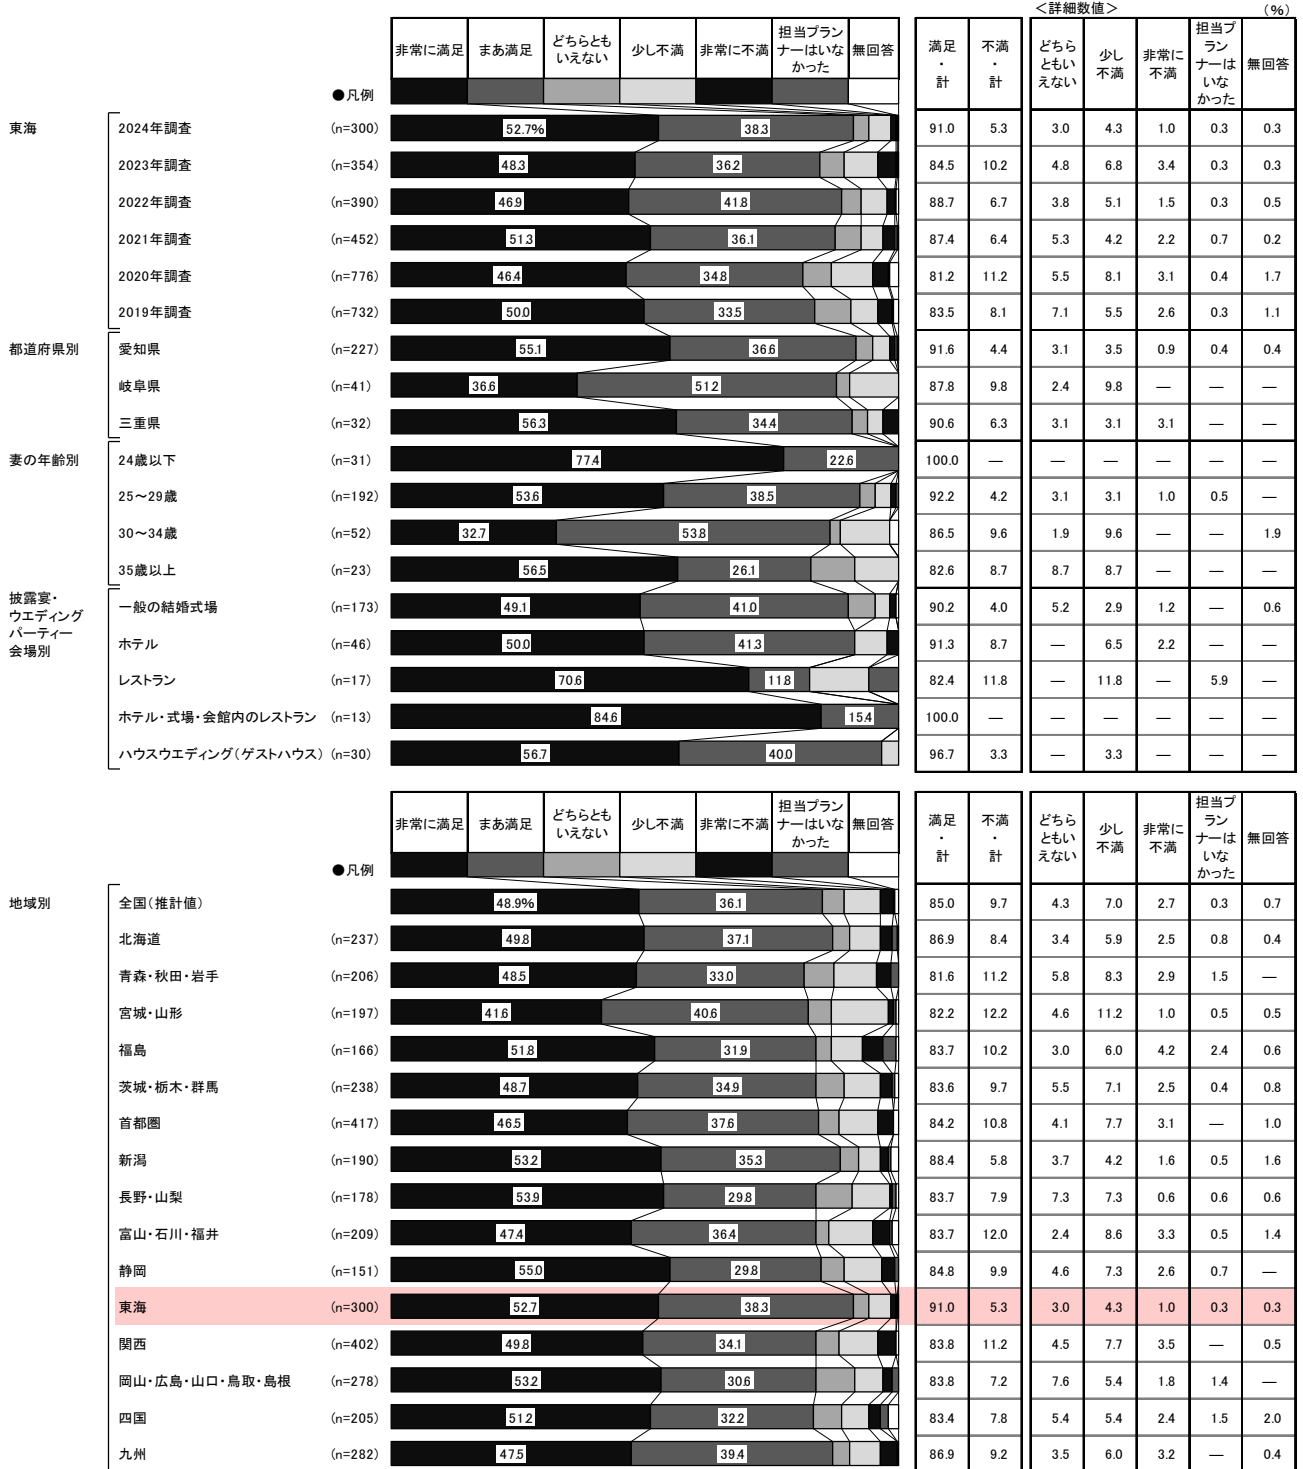 ＜詳細数値＞ (%)
非常に満足 まあ満足 どちらともいえない 少し不満 非常に不満 担当プランナーはいなかった 無回答 満足・計 不満・計 どちらともいえない 少し不満 非常に不満 担当プランナーはいなかった 無回答
●凡例
東海 2024年調査 (n=300) 52.7% 38.3 91.0 5.3 3.0 4.3 1.0 0.3 0.3
2023年調査 (n=354) 48.3 36.2 84.5 10.2 4.8 6.8 3.4 0.3 0.3
2022年調査 (n=390) 46.9 41.8 88.7 6.7 3.8 5.1 1.5 0.3 0.5
2021年調査 (n=452) 51.3 36.1 87.4 6.4 5.3 4.2 2.2 0.7 0.2
2020年調査 (n=776) 46.4 34.8 81.2 11.2 5.5 8.1 3.1 0.4 1.7
2019年調査 (n=732) 50.0 33.5 83.5 8.1 7.1 5.5 2.6 0.3 1.1
都道府県別 愛知県 (n=227) 55.1 36.6 91.6 4.4 3.1 3.5 0.9 0.4 0.4
岐阜県 (n=41) 36.6 51.2 87.8 9.8 2.4 9.8 — — —
三重県 (n=32) 56.3 34.4 90.6 6.3 3.1 3.1 3.1 — —
妻の年齢別 24歳以下 (n=31) 77.4 22.6 100.0 — — — — — —
25～29歳 (n=192) 53.6 38.5 92.2 4.2 3.1 3.1 1.0 0.5 —
30～34歳 (n=52) 32.7 53.8 86.5 9.6 1.9 9.6 — — 1.9
35歳以上 (n=23) 56.5 26.1 82.6 8.7 8.7 8.7 — — —
披露宴・ウエディングパーティー会場別 一般の結婚式場 (n=173) 49.1 41.0 90.2 4.0 5.2 2.9 1.2 — 0.6
ホテル (n=46) 50.0 41.3 91.3 8.7 — 6.5 2.2 — —
レストラン (n=17) 70.6 11.8 82.4 11.8 — 11.8 — 5.9 —
ホテル・式場・会館内のレストラン (n=13) 84.6 15.4 100.0 — — — — — —
ハウスウエディング（ゲストハウス） (n=30) 56.7 40.0 96.7 3.3 — 3.3 — — —
非常に満足 まあ満足 どちらともいえない 少し不満 非常に不満 担当プランナーはいなかった 無回答 満足・計 不満・計 どちらともいえない 少し不満 非常に不満 担当プランナーはいなかった 無回答
●凡例
地域別 全国（推計値） 48.9% 36.1 85.0 9.7 4.3 7.0 2.7 0.3 0.7
北海道 (n=237) 49.8 37.1 86.9 8.4 3.4 5.9 2.5 0.8 0.4
青森・秋田・岩手 (n=206) 48.5 33.0 81.6 11.2 5.8 8.3 2.9 1.5 —
宮城・山形 (n=197) 41.6 40.6 82.2 12.2 4.6 11.2 1.0 0.5 0.5
福島 (n=166) 51.8 31.9 83.7 10.2 3.0 6.0 4.2 2.4 0.6
茨城・栃木・群馬 (n=238) 48.7 34.9 83.6 9.7 5.5 7.1 2.5 0.4 0.8
首都圏 (n=417) 46.5 37.6 84.2 10.8 4.1 7.7 3.1 — 1.0
新潟 (n=190) 53.2 35.3 88.4 5.8 3.7 4.2 1.6 0.5 1.6
長野・山梨 (n=178) 53.9 29.8 83.7 7.9 7.3 7.3 0.6 0.6 0.6
富山・石川・福井 (n=209) 47.4 36.4 83.7 12.0 2.4 8.6 3.3 0.5 1.4
静岡 (n=151) 55.0 29.8 84.8 9.9 4.6 7.3 2.6 0.7 —
東海 (n=300) 52.7 38.3 91.0 5.3 3.0 4.3 1.0 0.3 0.3
関西 (n=402) 49.8 34.1 83.8 11.2 4.5 7.7 3.5 — 0.5
岡山・広島・山口・鳥取・島根 (n=278) 53.2 30.6 83.8 7.2 7.6 5.4 1.8 1.4 —
四国 (n=205) 51.2 32.2 83.4 7.8 5.4 5.4 2.4 1.5 2.0
九州 (n=282) 47.5 39.4 86.9 9.2 3.5 6.0 3.2 — 0.4